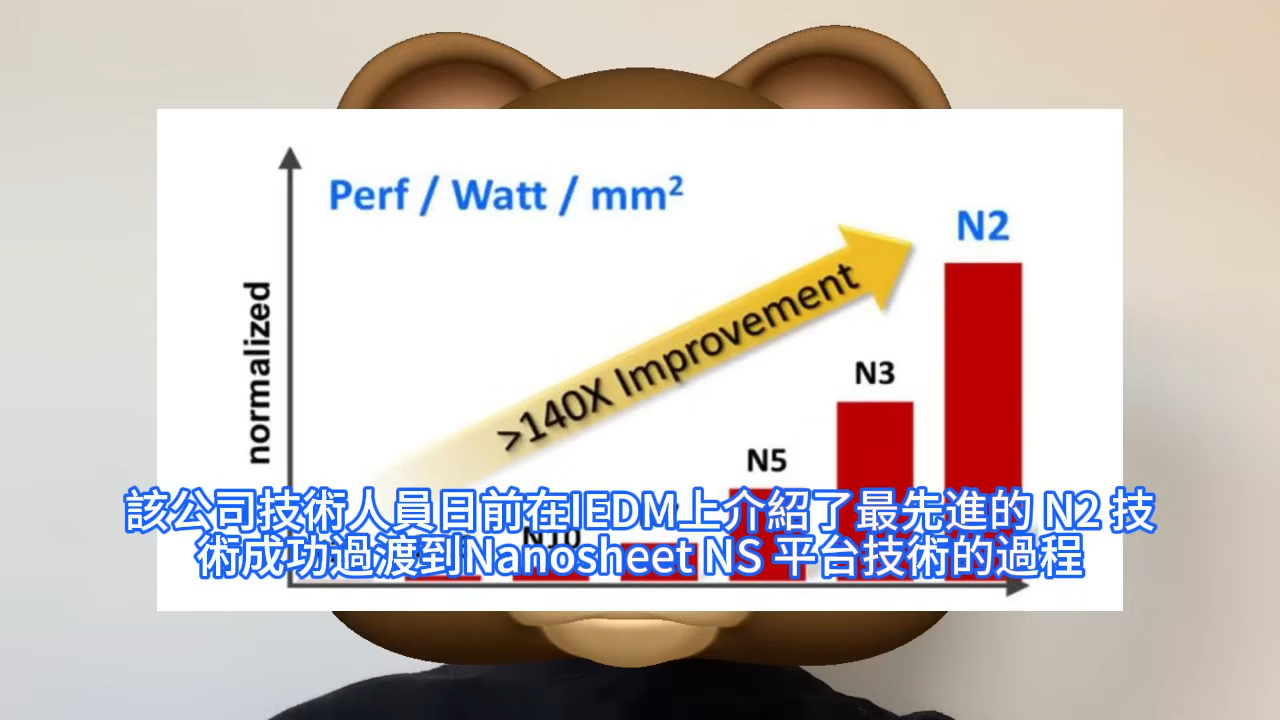 Perf / Watt / mm²
N2
>140X Improvement
normalized
N3
N5
N10
該公司技術人員日前在IEDM上介紹了最先進的 N2 技
術成功過渡到Nanosheet NS 平台技術的過程